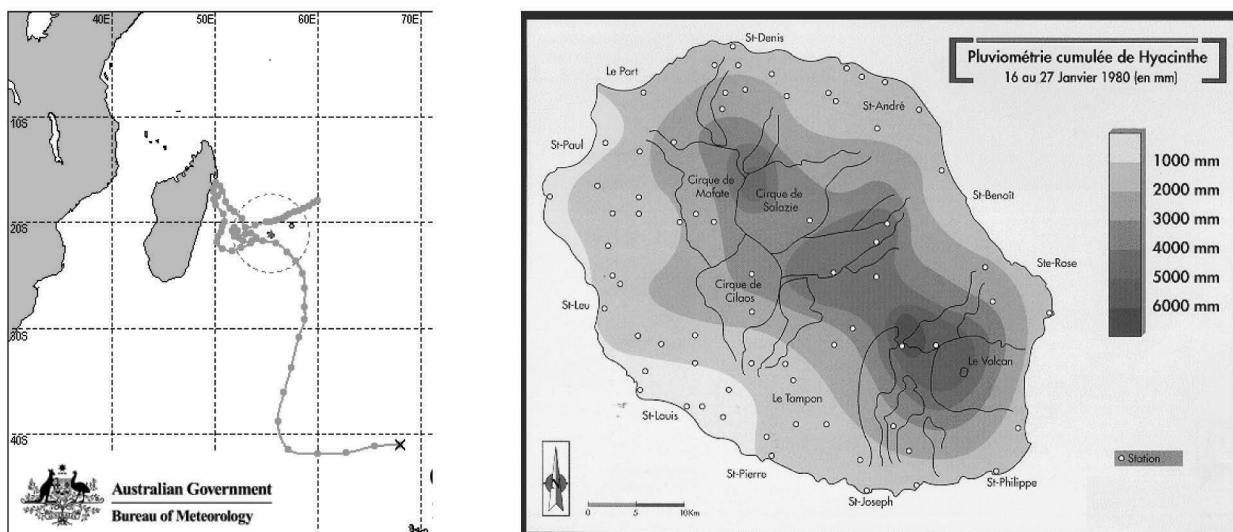 40E 50E 60E 70E
10S
20S
30S
40S
Australian Government
Bureau of Meteorology
Pluviométrie cumulée de Hyacinthe
16 au 27 Janvier 1980 (en mm)
St-Denis
Le Port
St-André
St-Paul
Cirque de
Mafate
Cirque de
Salazie
St-Benoît
Ste-Rose
Cirque de
Cilaos
St-Leu
Le Volcan
Le Tampon
St-Louis
St-Pierre
St-Joseph
St-Philippe
1000 mm
2000 mm
3000 mm
4000 mm
5000 mm
6000 mm
Station
N
0 5 10Km